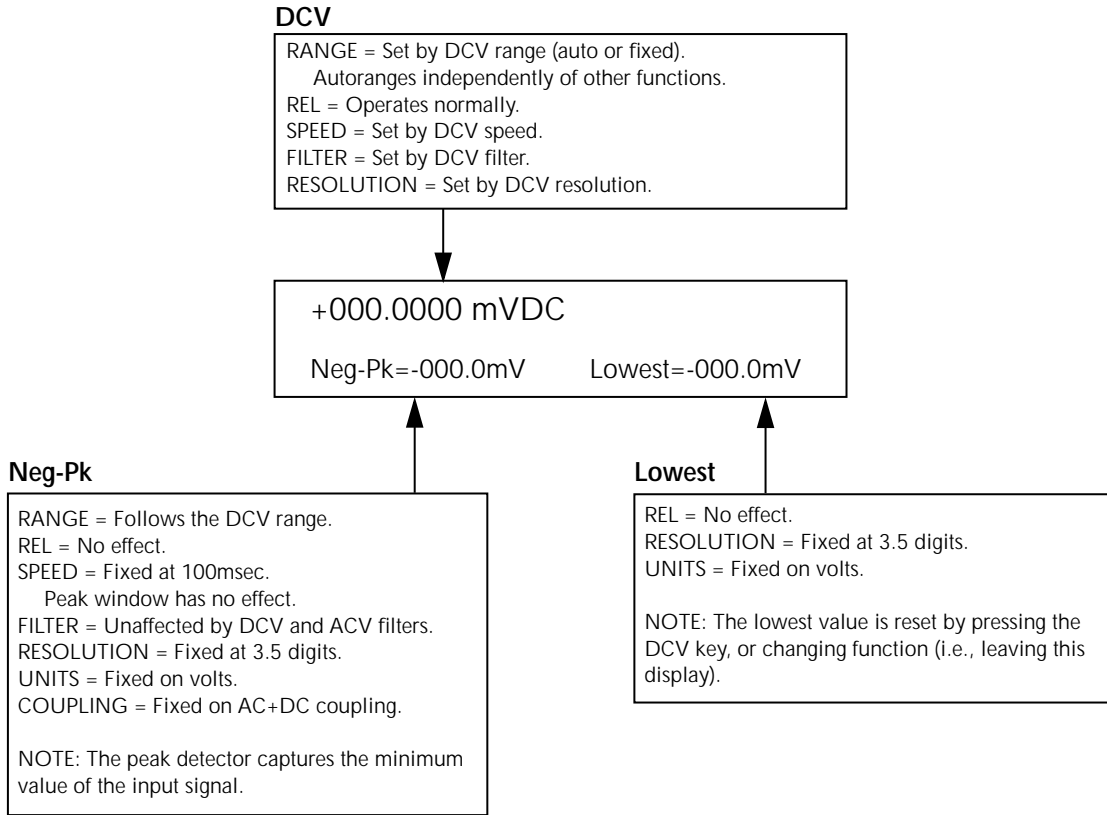 DCV
RANGE = Set by DCV range (auto or fixed).
Autoranges independently of other functions.
REL = Operates normally.
SPEED = Set by DCV speed.
FILTER = Set by DCV filter.
RESOLUTION = Set by DCV resolution.
+000.0000 mVDC
Neg-Pk=-000.0mV Lowest=-000.0mV
Neg-Pk
RANGE = Follows the DCV range.
REL = No effect.
SPEED = Fixed at 100msec.
Peak window has no effect.
FILTER = Unaffected by DCV and ACV filters.
RESOLUTION = Fixed at 3.5 digits.
UNITS = Fixed on volts.
COUPLING = Fixed on AC+DC coupling.
NOTE: The peak detector captures the minimum
value of the input signal.
Lowest
REL = No effect.
RESOLUTION = Fixed at 3.5 digits.
UNITS = Fixed on volts.
NOTE: The lowest value is reset by pressing the
DCV key, or changing function (i.e., leaving this
display).